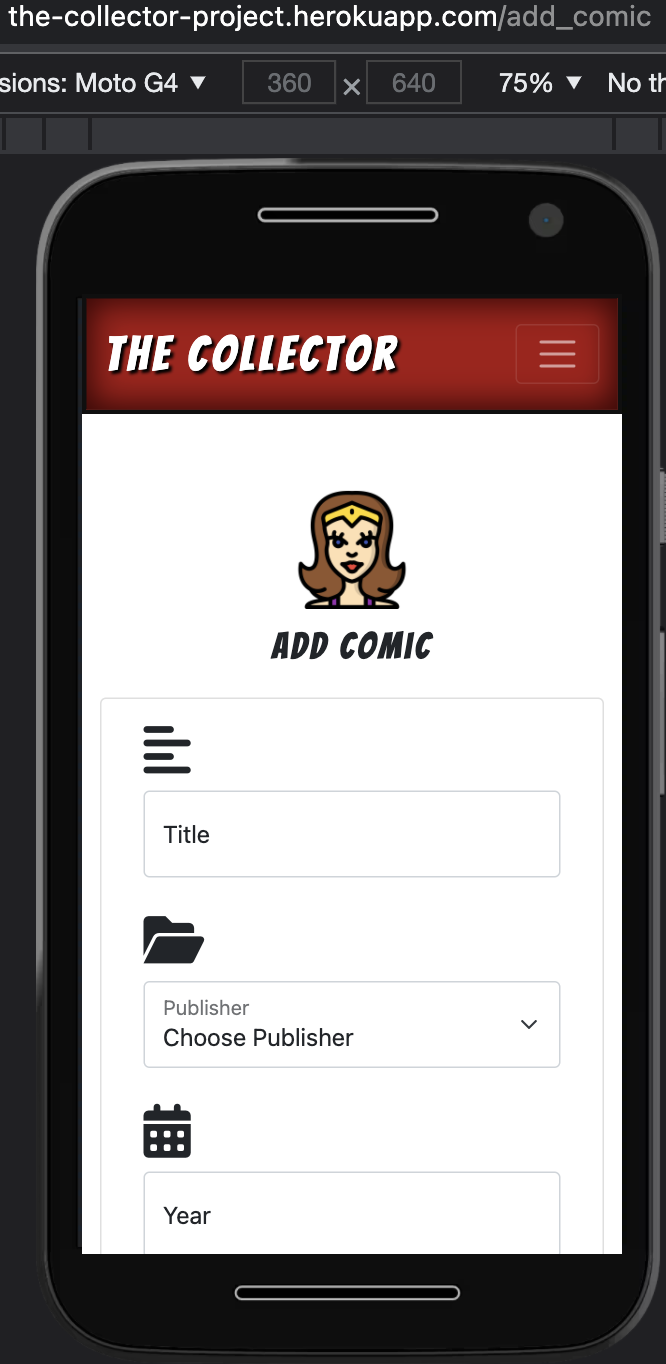 the-collector-project.herokuapp.com/add_comic
sions: Moto G4 ▼ 360 × 640 75% ▼ No th
THE COLLECTOR
ADD COMIC
Title
Publisher
Choose Publisher
Year